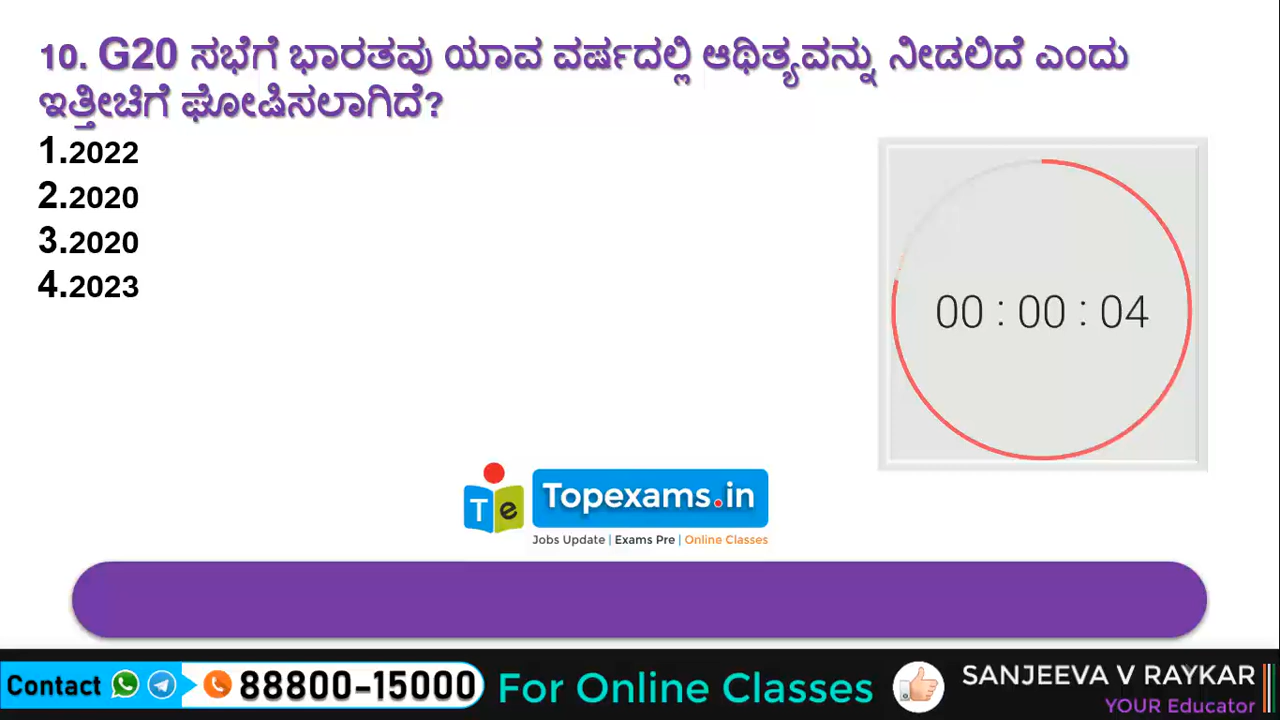 10. G20 ಸಭೆಗೆ ಭಾರತವು ಯಾವ ವರ್ಷದಲ್ಲಿ ಆಥಿತ್ಯವನ್ನು ನೀಡಲಿದೆ ಎಂದು
ಇತ್ತೀಚಿಗೆ ಘೋಷಿಸಲಾಗಿದೆ?
1.2022
2.2020
3.2020
4.2023
00 : 00 : 04
Te
Topexams.in
Jobs Update | Exams Pre | Online Classes
Contact 88800-15000 For Online Classes SANJEEVA V RAYKAR
YOUR Educator